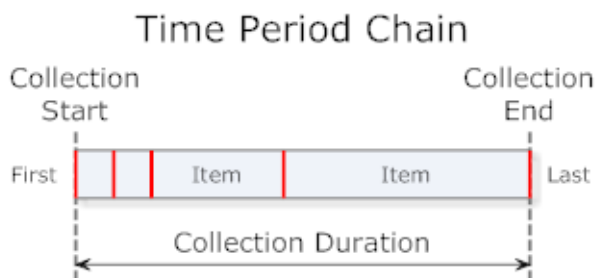 Time Period Chain
Collection
Start
Collection
End
First
Item
Item
Last
Collection Duration